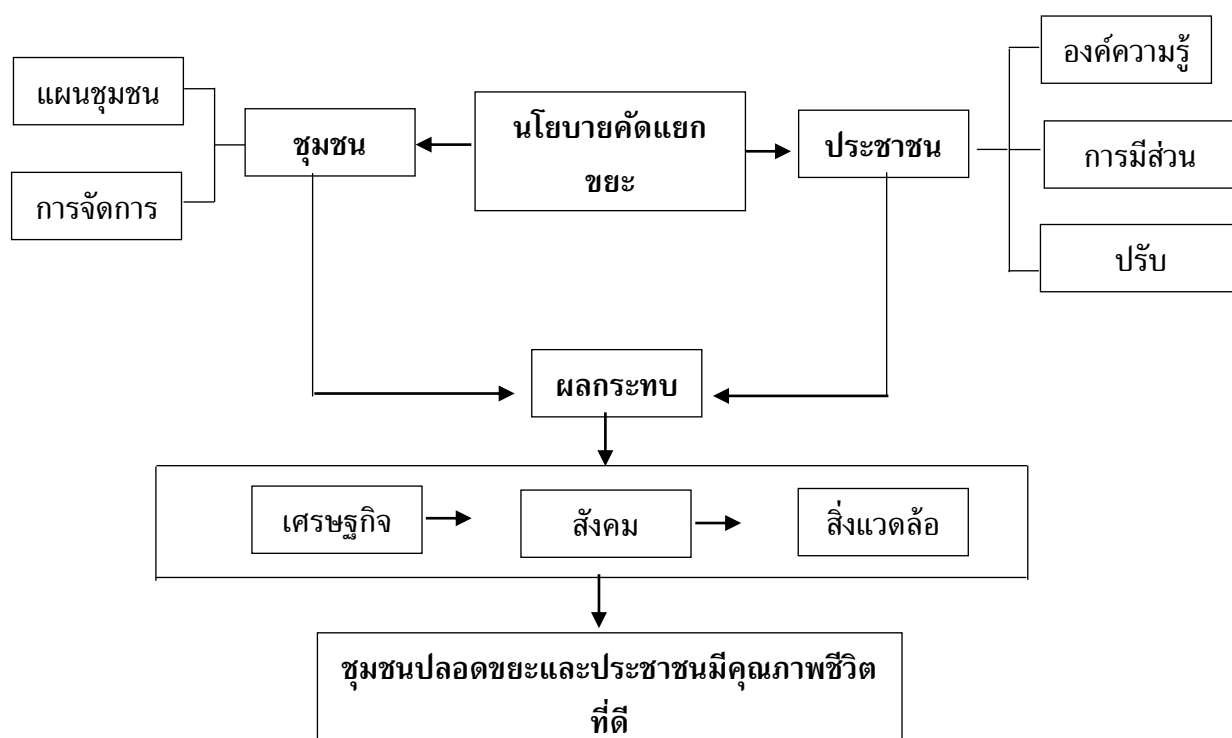 องค์ความรู้
แผนชุมชน
นโยบายคัดแยก
ขยะ
ชุมชน
ประชาชน
การมีส่วน
การจัดการ
ปรับ
ผลกระทบ
เศรษฐกิจ
สังคม
สิ่งแวดล้อ
ชุมชนปลอดขยะและประชาชนมีคุณภาพชีวิต
ที่ดี